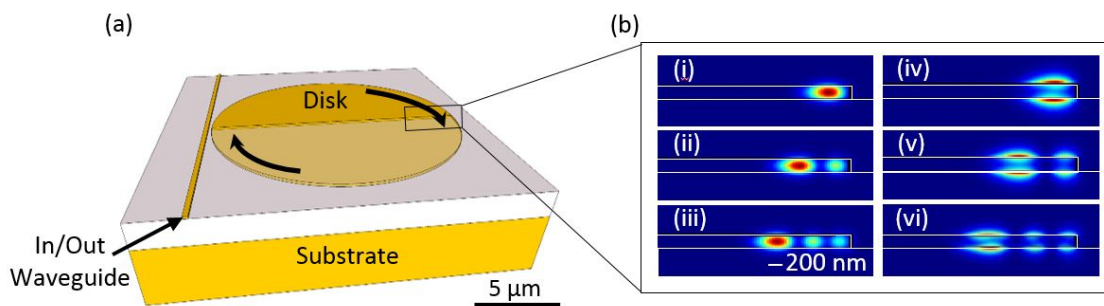 (a)
Disk
In/Out
Waveguide
Substrate
5 μm
(b)
(i)
(iv)
(ii)
(v)
(iii)
(vi)
−200 nm